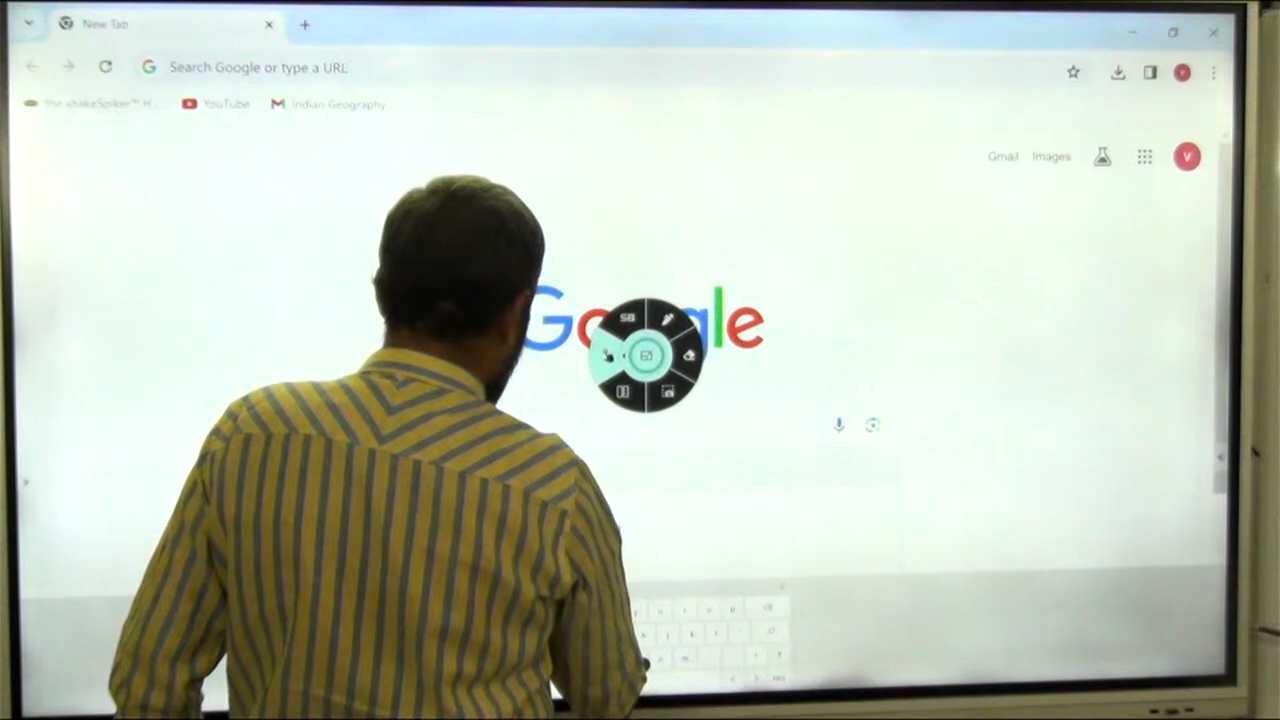 New Tab
Search Google or type a URL
YouTube
Indian Geography
Gmail Images
V
Google
SB